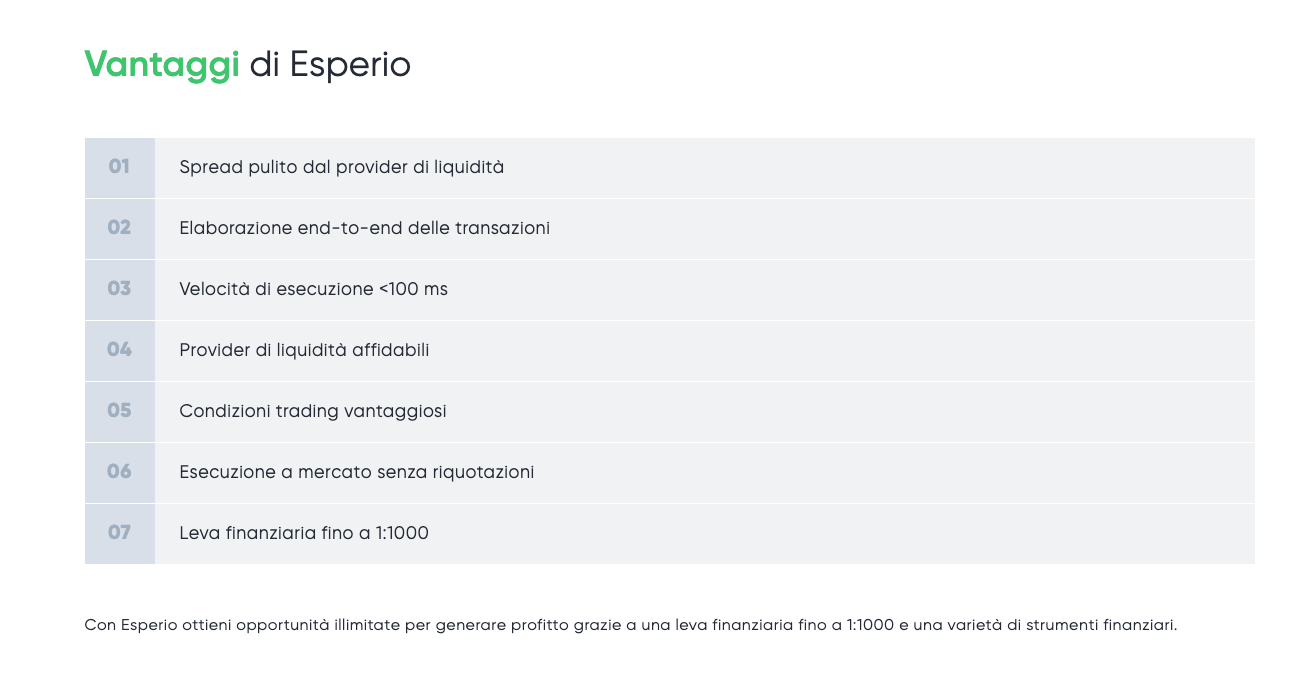 Vantaggi di Esperio
01 Spread pulito dal provider di liquidità
02 Elaborazione end-to-end delle transazioni
03 Velocità di esecuzione <100 ms
04 Provider di liquidità affidabili
05 Condizioni trading vantaggiosi
06 Esecuzione a mercato senza riquotazioni
07 Leva finanziaria fino a 1:1000
Con Esperio ottieni opportunità illimitate per generare profitto grazie a una leva finanziaria fino a 1:1000 e una varietà di strumenti finanziari.